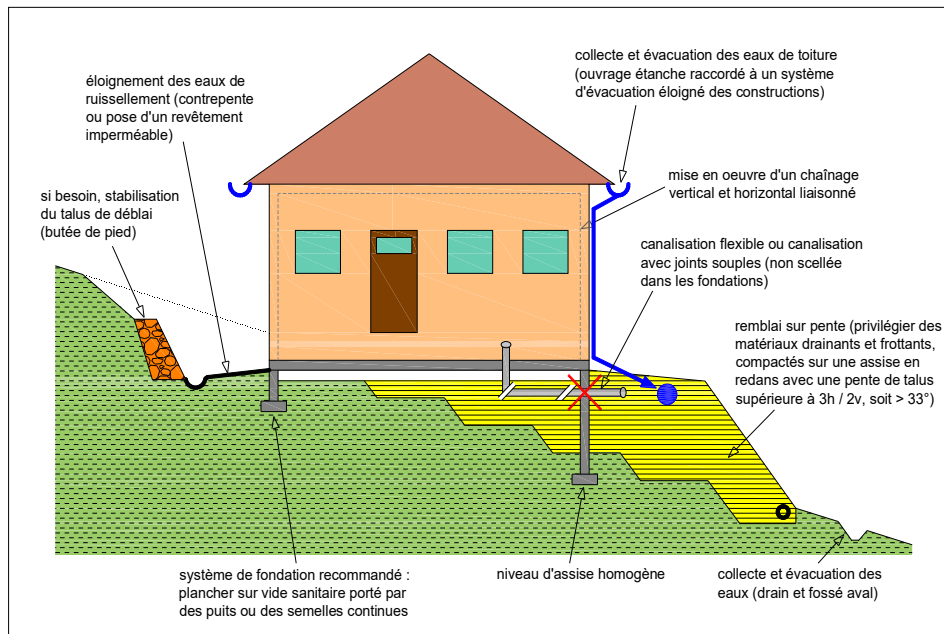 collecte et évacuation des eaux de toiture
(ouvrage étanche raccordé à un système
d'évacuation éloigné des constructions)
éloignement des eaux de
ruissellement (contrepente
ou pose d'un revêtement
imperméable)
mise en oeuvre d'un chaînage
vertical et horizontal liaisonné
si besoin, stabilisation
du talus de déblai
(butée de pied)
canalisation flexible ou canalisation
avec joints souples (non scellée
dans les fondations)
remblai sur pente (privilégier des
matériaux drainants et frottants,
compactés sur une assise en
redans avec une pente de talus
supérieure à 3h / 2v, soit > 33°)
système de fondation recommandé :
plancher sur vide sanitaire porté par
des puits ou des semelles continues
niveau d'assise homogène
collecte et évacuation des
eaux (drain et fossé aval)